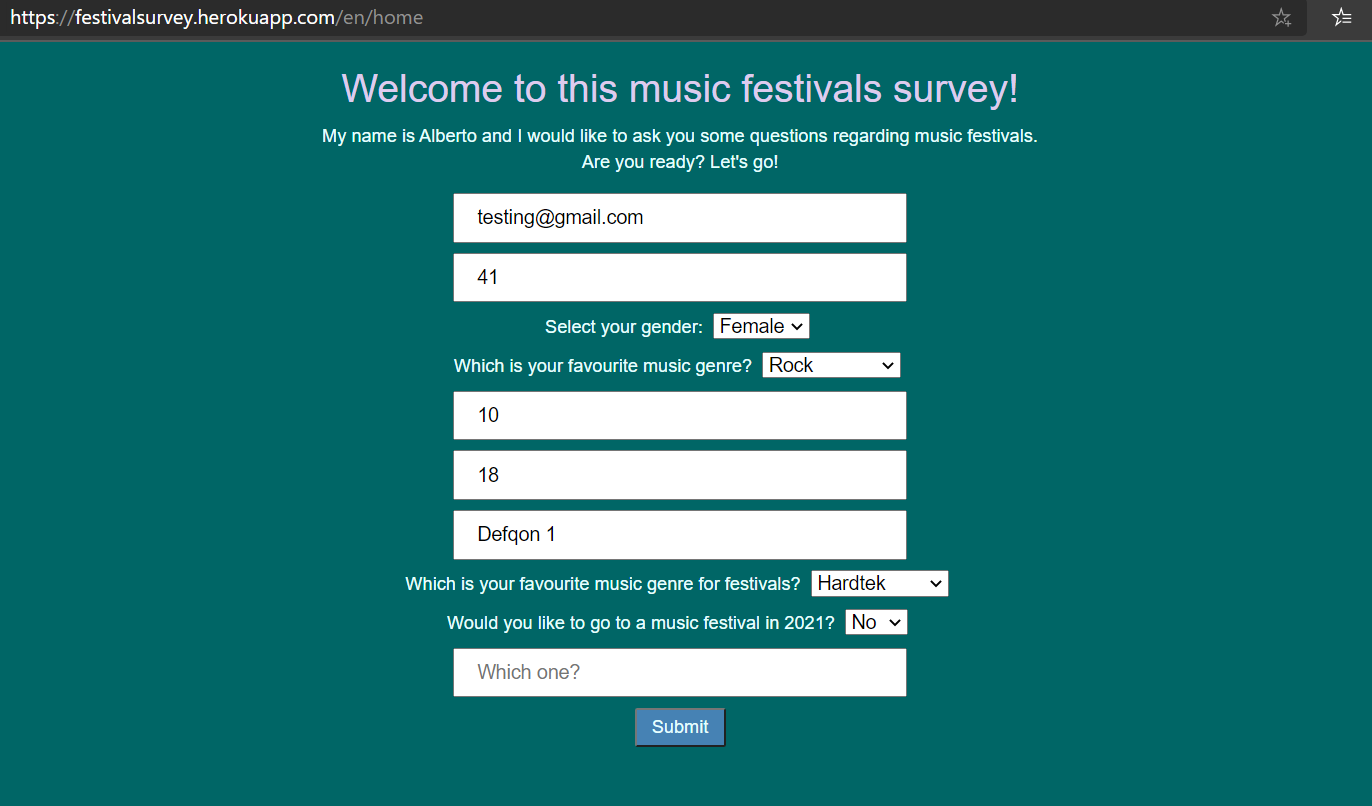 https://festivalsurvey.herokuapp.com/en/home
Welcome to this music festivals survey!
My name is Alberto and I would like to ask you some questions regarding music festivals.
Are you ready? Let's go!
testing@gmail.com
41
Select your gender: Female
Which is your favourite music genre? Rock
10
18
Defqon 1
Which is your favourite music genre for festivals? Hardtek
Would you like to go to a music festival in 2021? No
Which one?
Submit